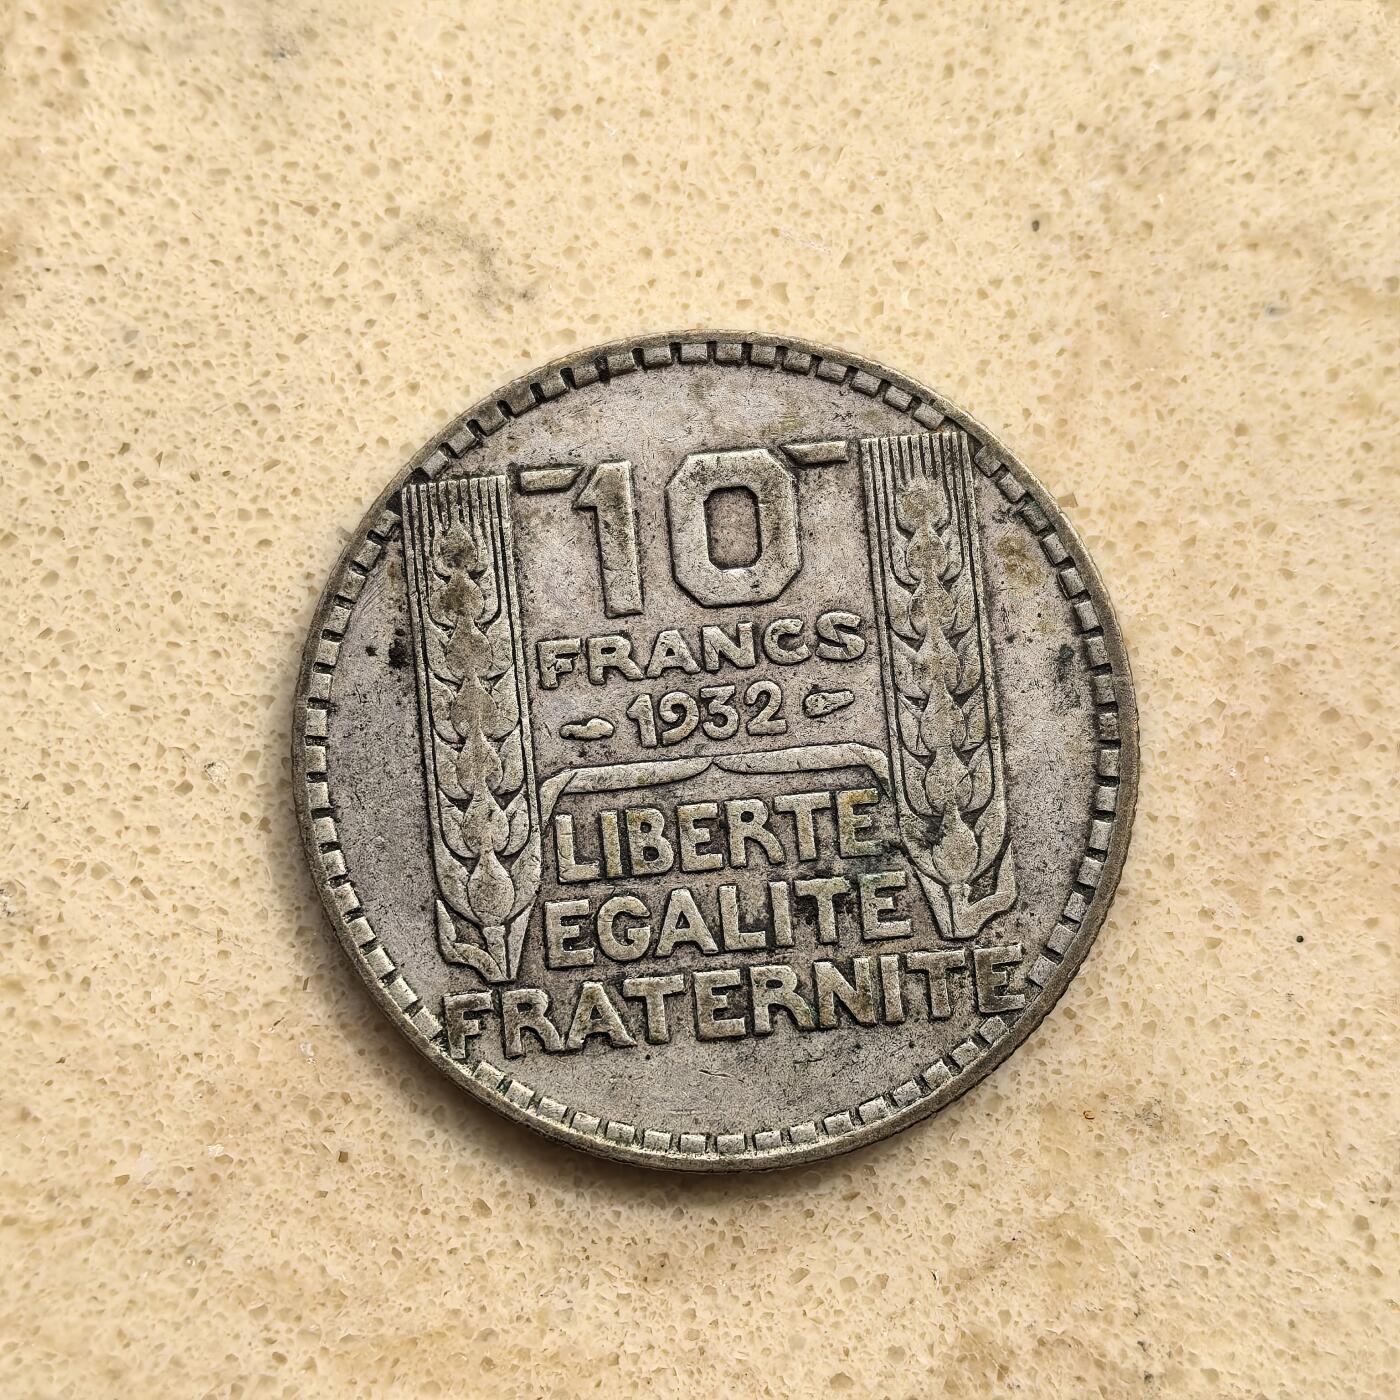 10
FRANCS
1932
LIBERTE
EGALITE
FRATERNITE